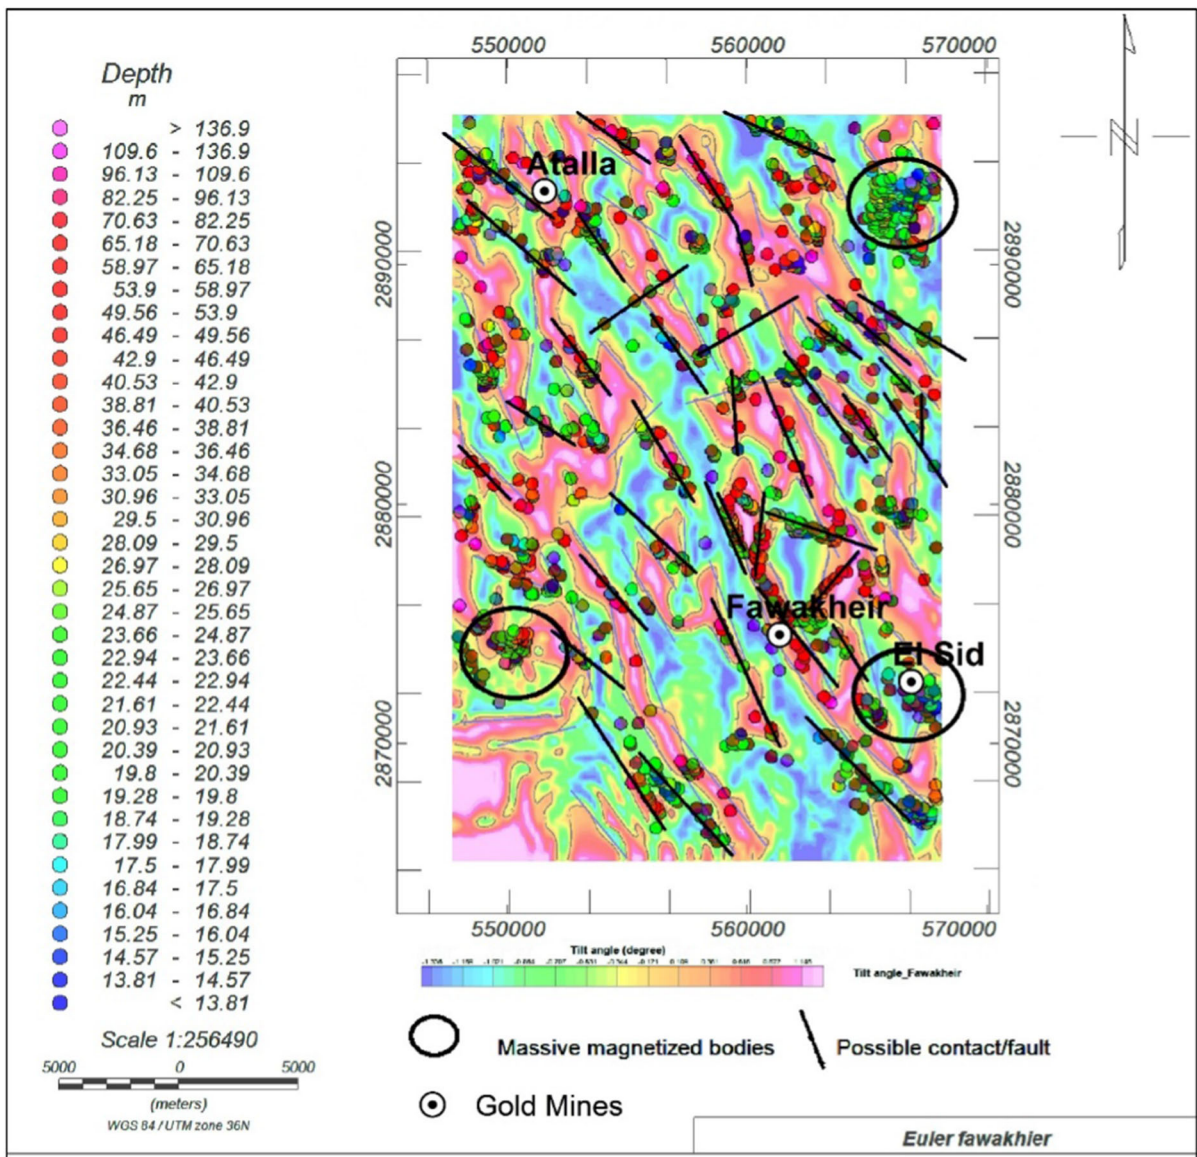 Depth
m
> 136.9
109.6 - 136.9
96.13 - 109.6
82.25 - 96.13
70.63 - 82.25
65.18 - 70.63
58.97 - 65.18
53.9 - 58.97
49.56 - 53.9
46.49 - 49.56
42.9 - 46.49
40.53 - 42.9
38.81 - 40.53
36.46 - 38.81
34.68 - 36.46
33.05 - 34.68
30.96 - 33.05
29.5 - 30.96
28.09 - 29.5
26.97 - 28.09
25.65 - 26.97
24.87 - 25.65
23.66 - 24.87
22.94 - 23.66
22.44 - 22.94
21.61 - 22.44
20.93 - 21.61
20.39 - 20.93
19.8 - 20.39
19.28 - 19.8
18.74 - 19.28
17.99 - 18.74
17.5 - 17.99
16.84 - 17.5
16.04 - 16.84
15.25 - 16.04
14.57 - 15.25
13.81 - 14.57
< 13.81
Scale 1:256490
5000 0 5000
(meters)
WGS 84 / UTM zone 36N
550000 560000 570000
2890000 2890000
2880000 2880000
2870000 2870000
550000 560000 570000
Atalla
Fawakheir
El Sid
N
Tilt angle (degree)
Tilt angle_Fawakheir
Massive magnetized bodies
Possible contact/fault
Gold Mines
Euler fawakhier